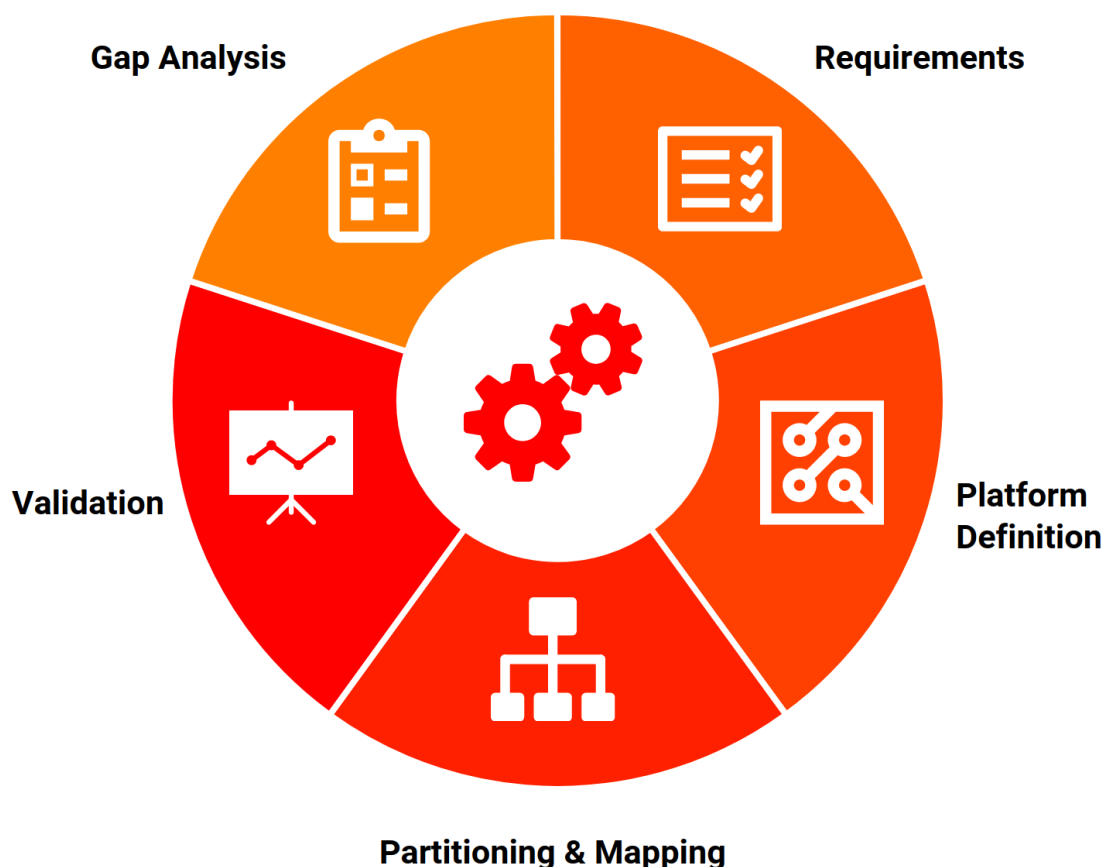 Gap Analysis
Requirements
Validation
Platform
Definition
Partitioning & Mapping